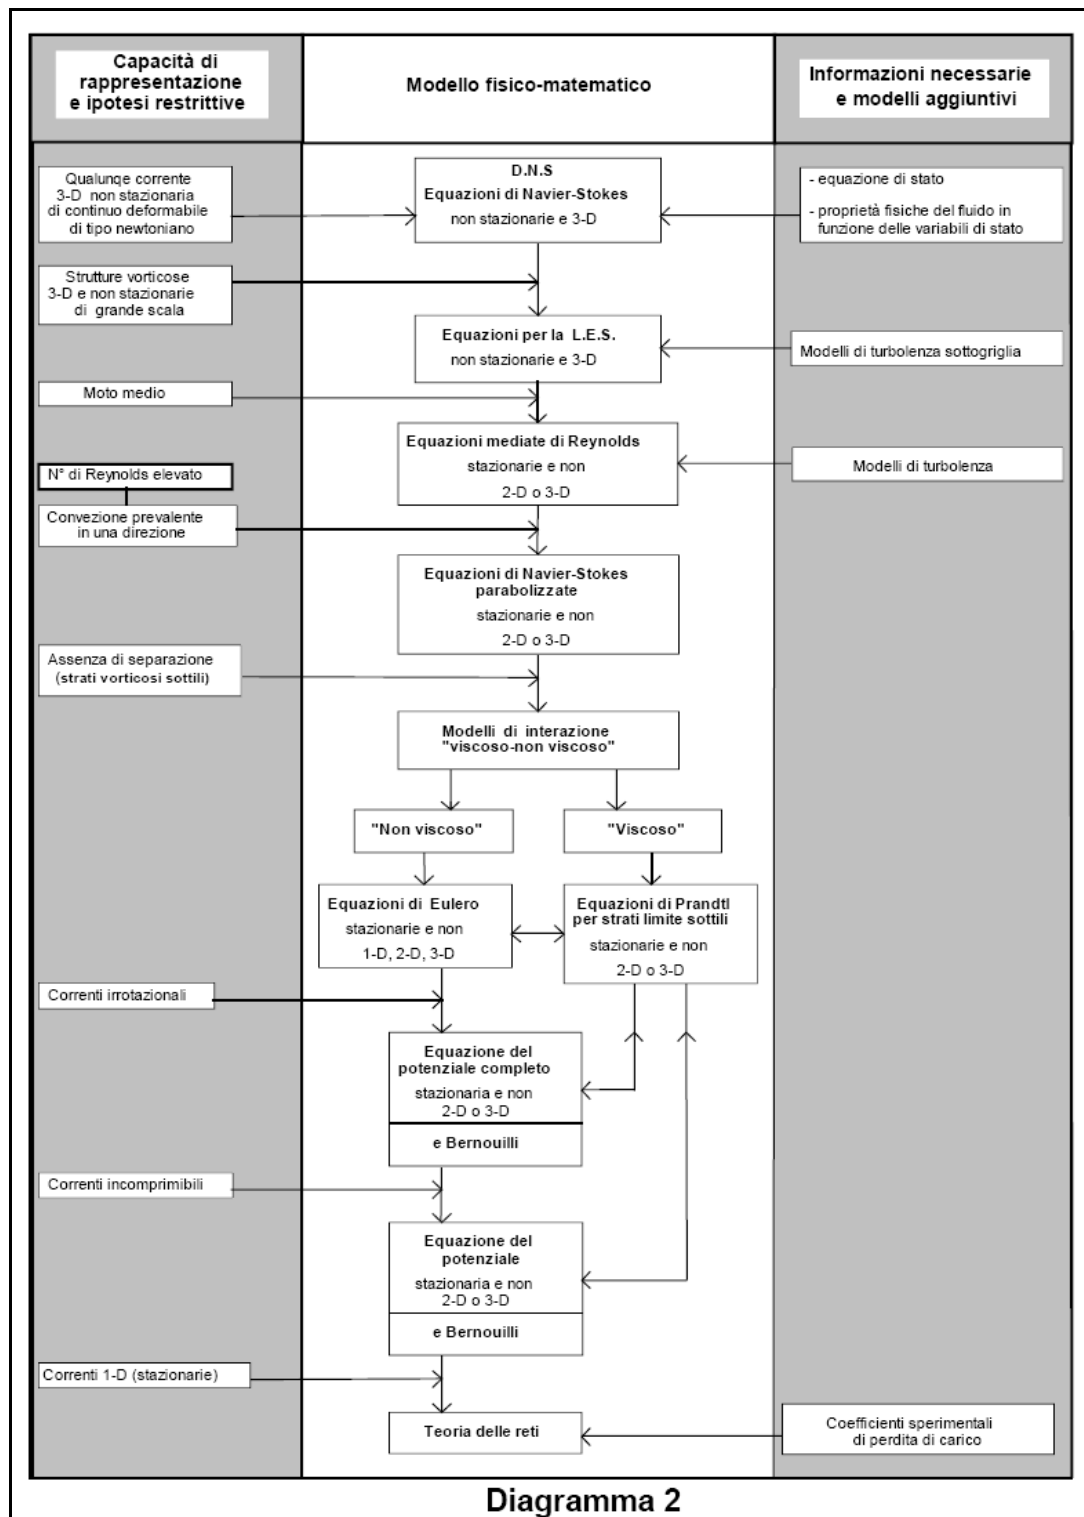 Capacità di
rappresentazione
e ipotesi restrittive
Modello fisico-matematico
Informazioni necessarie
e modelli aggiuntivi
Qualunqe corrente
3-D non stazionaria
di continuo deformabile
di tipo newtoniano
D.N.S
Equazioni di Navier-Stokes
non stazionarie e 3-D
- equazione di stato
- proprietà fisiche del fluido in
funzione delle variabili di stato
Strutture vorticose
3-D e non stazionarie
di grande scala
Equazioni per la L.E.S.
non stazionarie e 3-D
Modelli di turbolenza sottogriglia
Moto medio
Equazioni mediate di Reynolds
stazionarie e non
2-D o 3-D
Modelli di turbolenza
N° di Reynolds elevato
Convezione prevalente
in una direzione
Equazioni di Navier-Stokes
parabolizzate
stazionarie e non
2-D o 3-D
Assenza di separazione
(strati vorticosi sottili)
Modelli di interazione
"viscoso-non viscoso"
"Non viscoso"
"Viscoso"
Equazioni di Eulero
stazionarie e non
1-D, 2-D, 3-D
Equazioni di Prandtl
per strati limite sottili
stazionarie e non
2-D o 3-D
Correnti irrotazionali
Equazione del
potenziale completo
stazionaria e non
2-D o 3-D
e Bernouilli
Correnti incomprimibili
Equazione del
potenziale
stazionaria e non
2-D o 3-D
e Bernouilli
Correnti 1-D (stazionarie)
Teoria delle reti
Coefficienti sperimentali
di perdita di carico
Diagramma 2